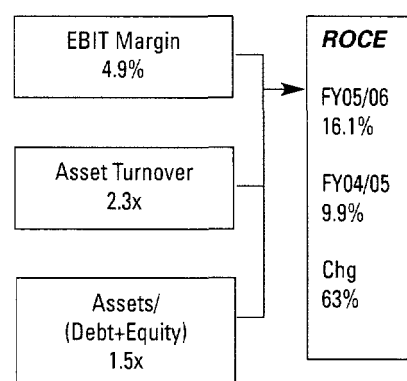 EBIT Margin
4.9%
Asset Turnover
2.3x
Assets/
(Debt+Equity)
1.5x
ROCE
FY05/06
16.1%
FY04/05
9.9%
Chg
63%